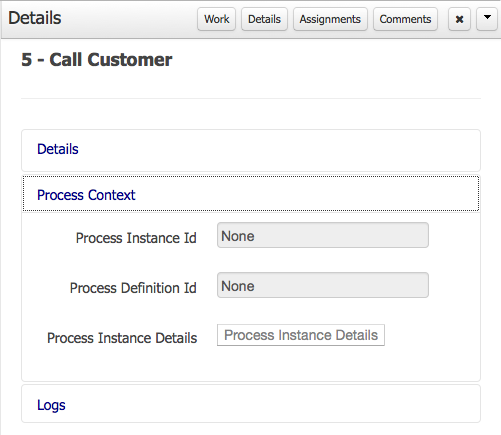 Details Work Details Assignments Comments
5 - Call Customer
Details
Process Context
Process Instance Id None
Process Definition Id None
Process Instance Details Process Instance Details
Logs